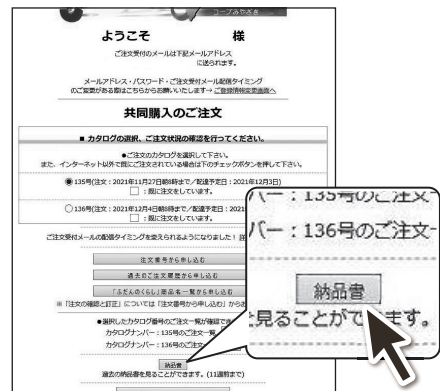 コープみやざき
ようこそ 様
ご注文受付のメールは下記メールアドレス
に送られます。
メールアドレス・パスワード・ご注文受付メール配信タイミング
のご変更がある際はこちらからお願いいたします→ご登録情報変更画面へ
共同購入のご注文
■ カタログの選択、ご注文状況の確認を行ってください。
●ご注文のカタログを選択して下さい。
また、インターネット以外で既にご注文されている場合は下のチェックボタンを押して下さい。
135号(注文：2021年11月27日朝8時まで／配達予定日：2021年12月3日)
：既に注文をしています。
136号(注文：2021年12月4日朝8時まで／配達予定日：2021
：既に注文をしています。
ご注文受付メールの配信タイミングを変えられるようになりました！
注文番号から申し込む
過去のご注文履歴から申し込む
「ふだんのくらし」商品名一覧から申し込む
※「注文の確認と訂正」については「注文番号から申し込む」から
●選択したカタログ番号のご注文一覧が確認でき
カタログナンバー：135号のご注文一覧
カタログナンバー：136号のご注文一
納品書
過去の納品書を見ることができます。(11週前まで)
バー：135号のご注文
バー：136号のご注文-
納品書
見ることができます。